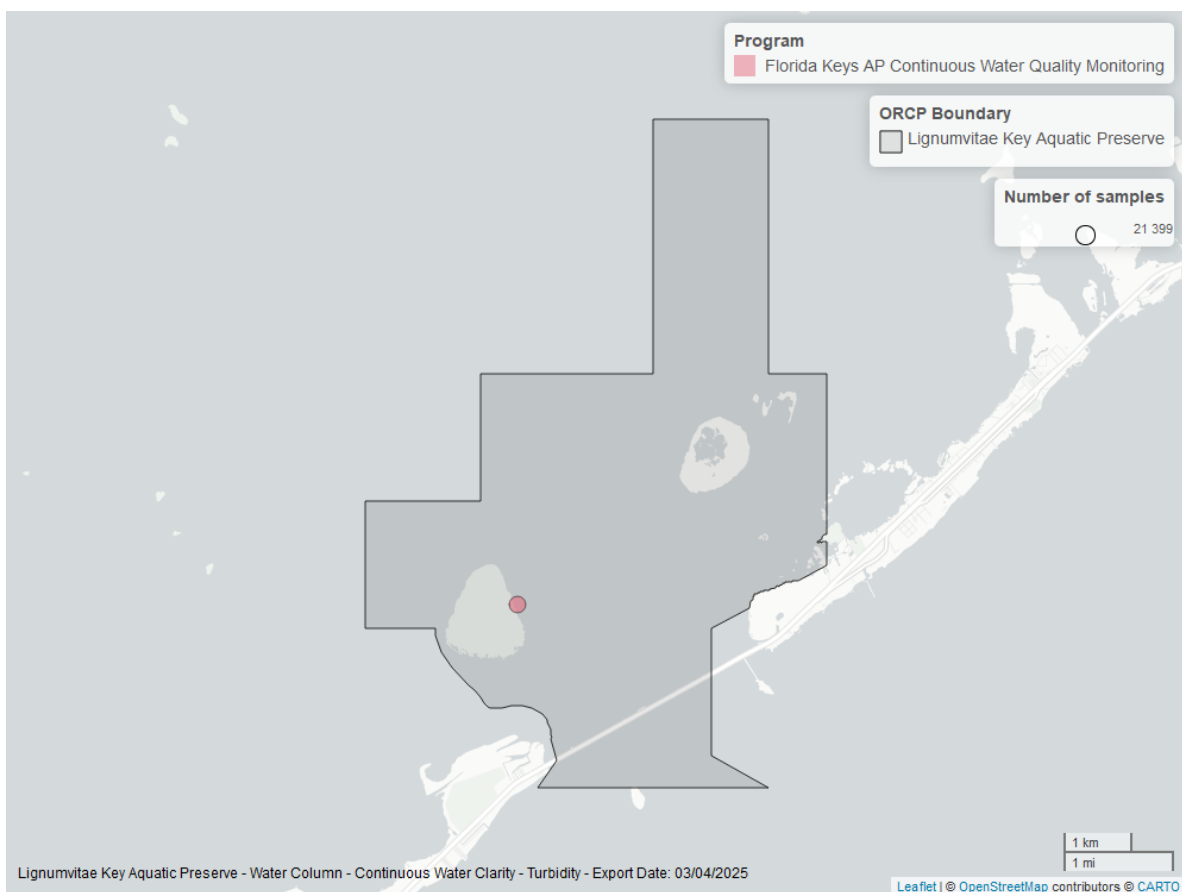 Program
Florida Keys AP Continuous Water Quality Monitoring
ORCP Boundary
Lignumvitae Key Aquatic Preserve
Number of samples
21 399
1 km
1 mi
Lignumvitae Key Aquatic Preserve - Water Column - Continuous Water Clarity - Turbidity - Export Date: 03/04/2025
Leaflet | © OpenStreetMap contributors © CARTO